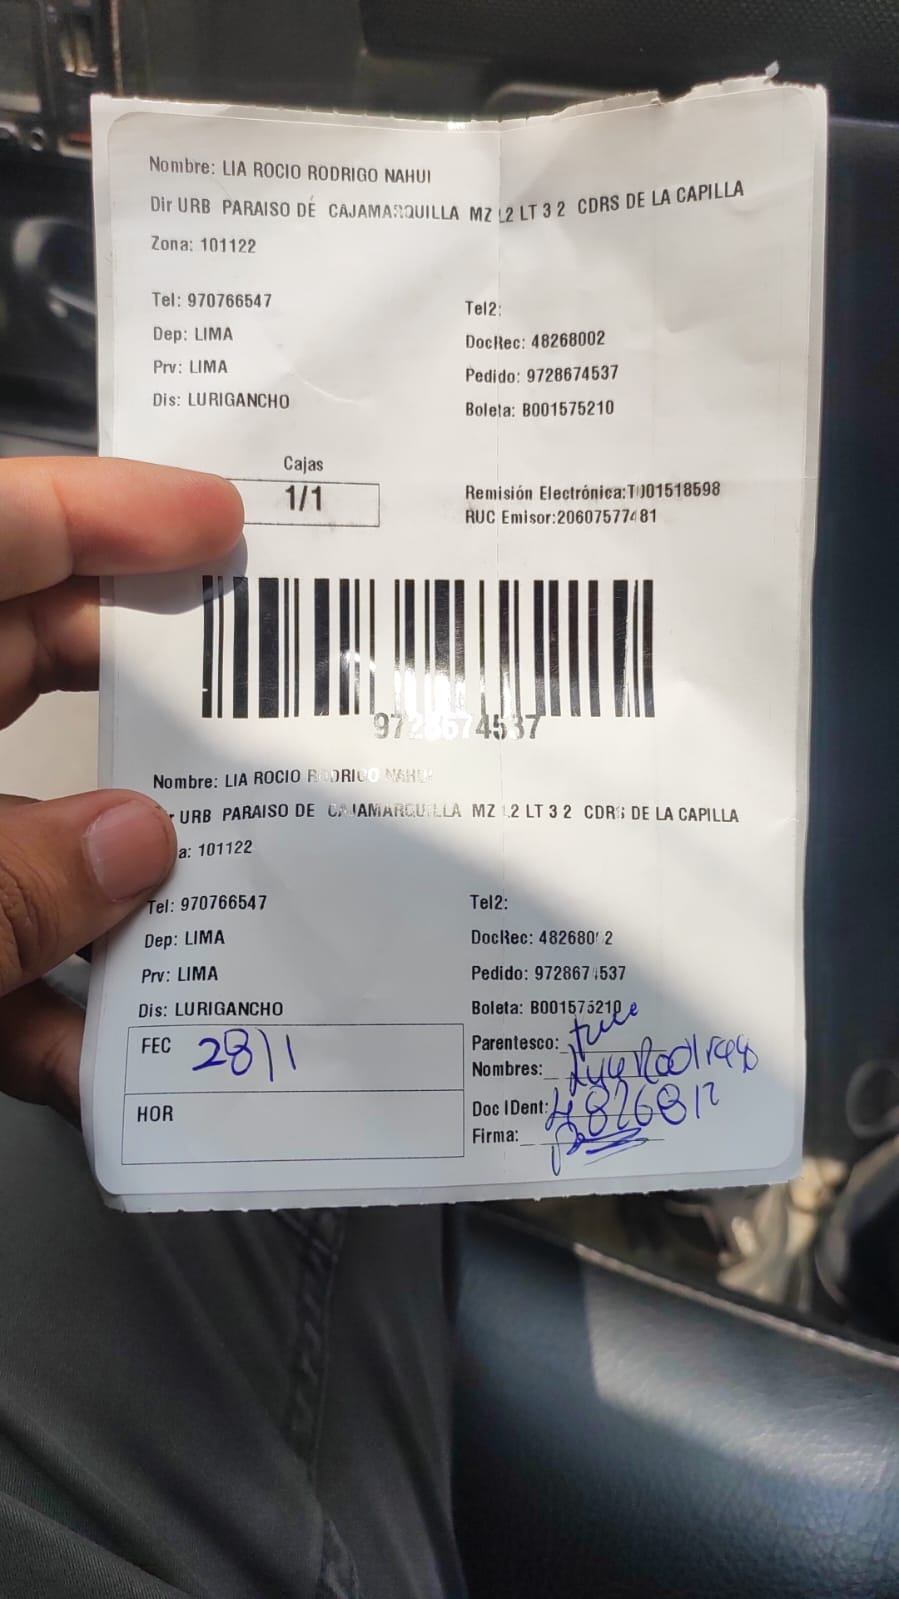 Nombre: LIA ROCIO RODRIGO NAHUI
Dir URB PARAISO DE CAJAMARQUILLA MZ L2 LT 3 2 CDRS DE LA CAPILLA
Zona: 101122
Tel: 970766547
Tel2:
Dep: LIMA
DocRec: 48268002
Prv: LIMA
Pedido: 9728674537
Dis: LURIGANCHO
Boleta: B001575210
Cajas
1/1
Remisión Electrónica:T001518598
RUC Emisor:20607577481
9728674537
Nombre: LIA ROCIO RODRIGO NAHUI
URB PARAISO DE CAJAMARQUILLA MZ L2 LT 3 2 CDRS DE LA CAPILLA
a: 101122
Tel: 970766547
Tel2:
Dep: LIMA
DocRec: 48268002
Prv: LIMA
Pedido: 9728674537
Dis: LURIGANCHO
Boleta: B001575210
FEC 28/11
Parentesco:
Nombres:
HOR
Doc IDent:
Firma: